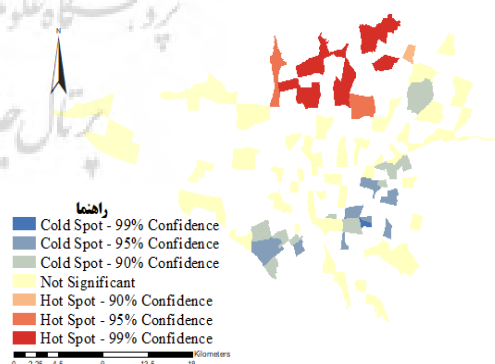 N
راهنما
Cold Spot - 99% Confidence
Cold Spot - 95% Confidence
Cold Spot - 90% Confidence
Not Significant
Hot Spot - 90% Confidence
Hot Spot - 95% Confidence
Hot Spot - 99% Confidence
Kilometers